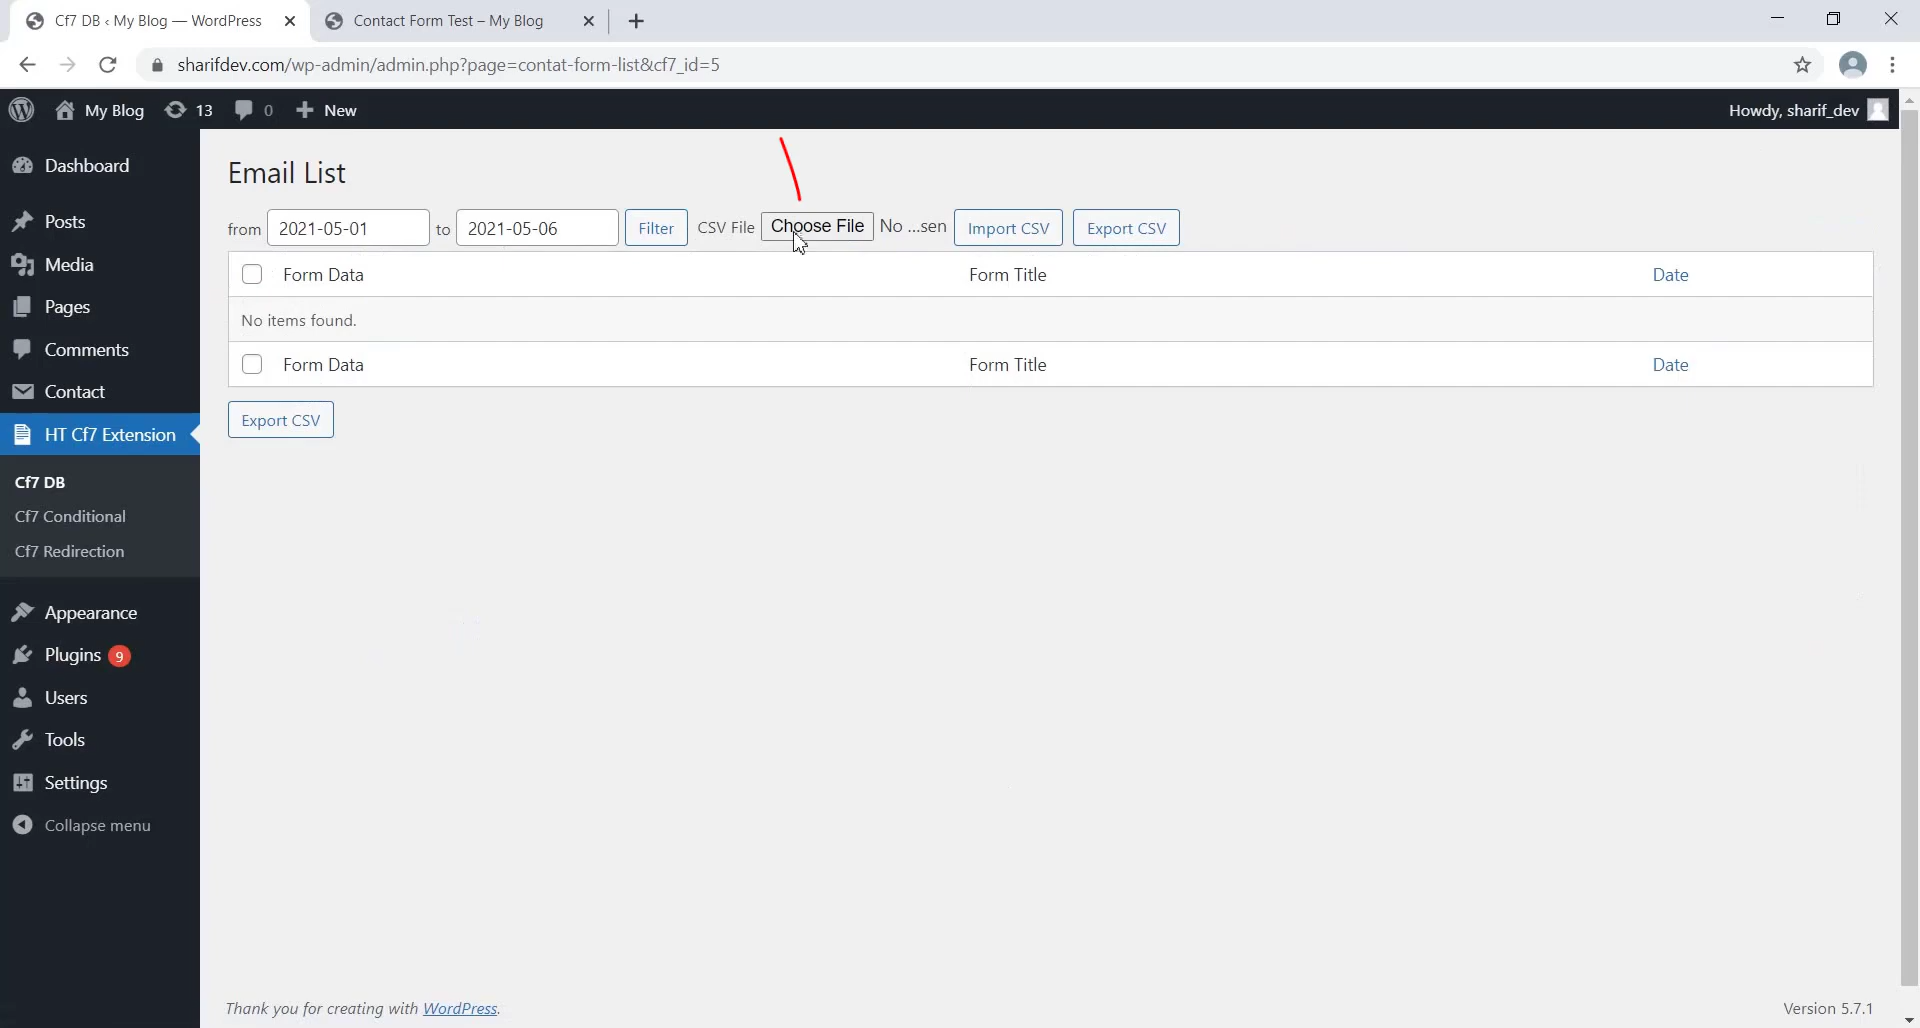 Cf7 DB ‹ My Blog — WordPress
Contact Form Test – My Blog
sharifdev.com/wp-admin/admin.php?page=contat-form-list&cf7_id=5
My Blog 13 0 New
Howdy, sharif_dev
Dashboard
Posts
Media
Pages
Comments
Contact
HT Cf7 Extension
Cf7 DB
Cf7 Conditional
Cf7 Redirection
Appearance
Plugins 9
Users
Tools
Settings
Collapse menu
Email List
from 2021-05-01 to 2021-05-06 Filter CSV File Choose File No ...sen Import CSV Export CSV
Form Data Form Title Date
No items found.
Form Data Form Title Date
Export CSV
Thank you for creating with WordPress.
Version 5.7.1